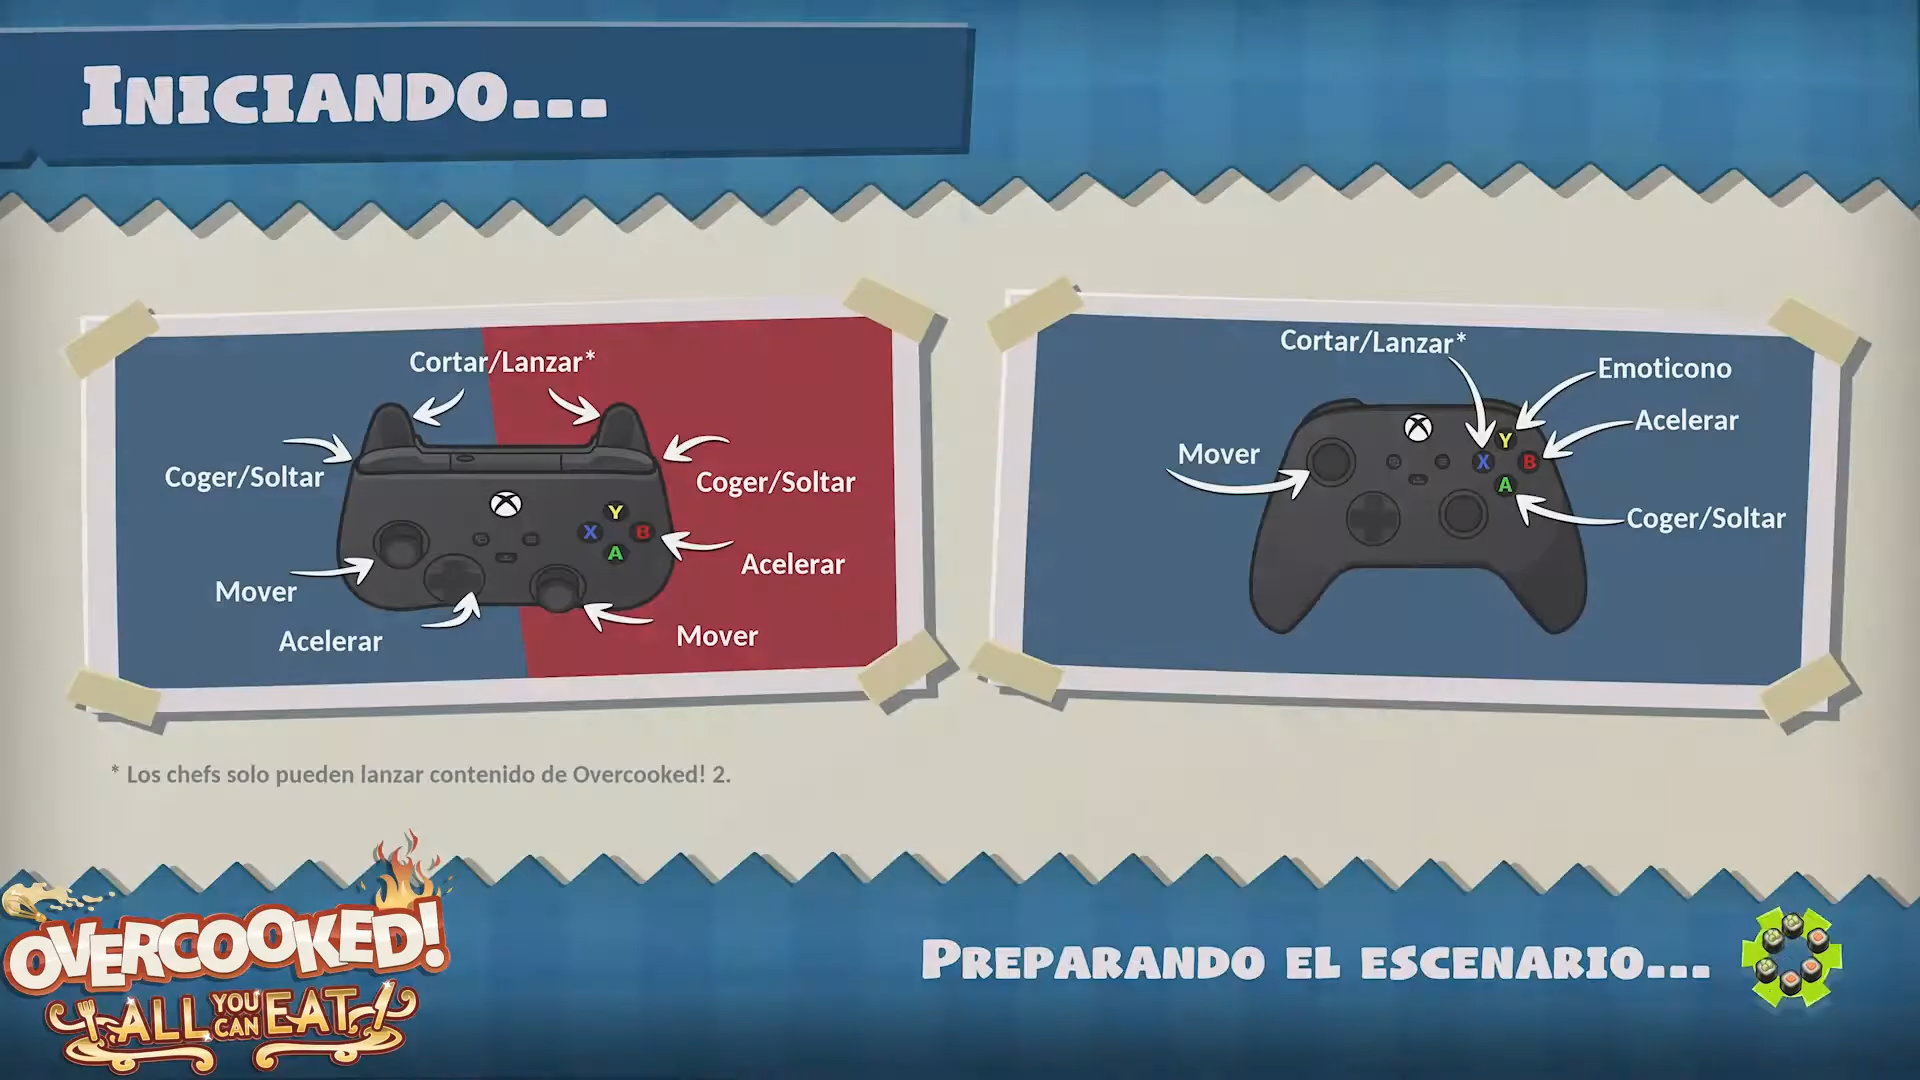 INICIANDO...
Cortar/Lanzar*
Coger/Soltar
Coger/Soltar
Y
X
B
A
Acelerar
Mover
Acelerar
Mover
Cortar/Lanzar*
Emoticono
Acelerar
Mover
Y
X
B
A
Coger/Soltar
* Los chefs solo pueden lanzar contenido de Overcooked! 2.
OVERCOOKED!
ALL YOU CAN EAT
PREPARANDO EL ESCENARIO...